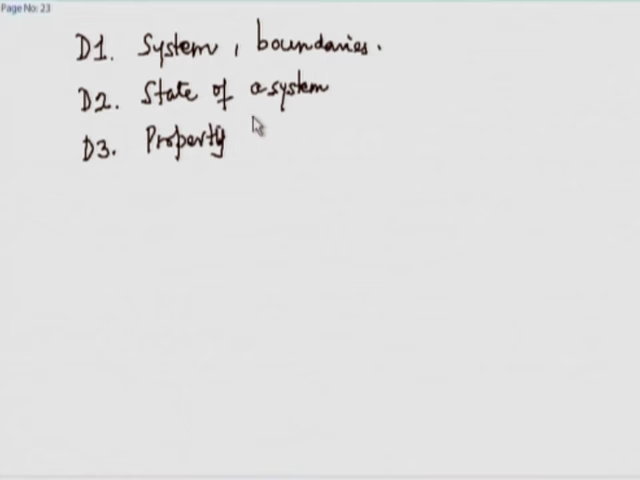 Page No: 23
D1. System, boundaries.
D2. State of a system
D3. Property